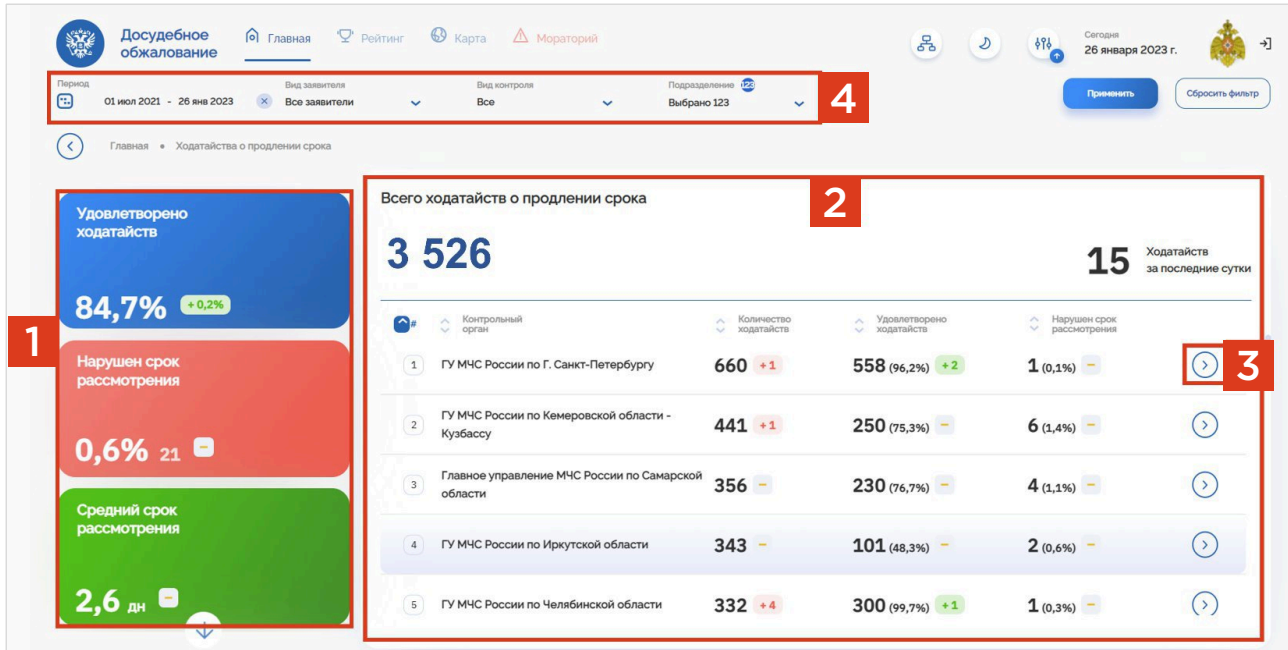 Досудебное
обжалование
Главная
Рейтинг
Карта
Мораторий
Сегодня
26 января 2023 г.
Период
01 июл 2021 - 26 янв 2023
Вид заявителя
Все заявители
Вид контроля
Все
Подразделение 123
Выбрано 123
4
Применить
Сбросить фильтр
Главная • Ходатайства о продлении срока
1
Удовлетворено
ходатайств
84,7% +0,2%
Нарушен срок
рассмотрения
0,6% 21 –
Средний срок
рассмотрения
2,6 дн –
2
Всего ходатайств о продлении срока
3 526
15 Ходатайств
за последние сутки
#
Контрольный
орган
Количество
ходатайств
Удовлетворено
ходатайств
Нарушен срок
рассмотрения
1 ГУ МЧС России по Г. Санкт-Петербургу 660 +1 558 (96,2%) +2 1 (0,1%) –
3
2 ГУ МЧС России по Кемеровской области -
Кузбассу 441 +1 250 (75,3%) – 6 (1,4%) –
3 Главное управление МЧС России по Самарской
области 356 – 230 (76,7%) – 4 (1,1%) –
4 ГУ МЧС России по Иркутской области 343 – 101 (48,3%) – 2 (0,6%) –
5 ГУ МЧС России по Челябинской области 332 +4 300 (99,7%) +1 1 (0,3%) –